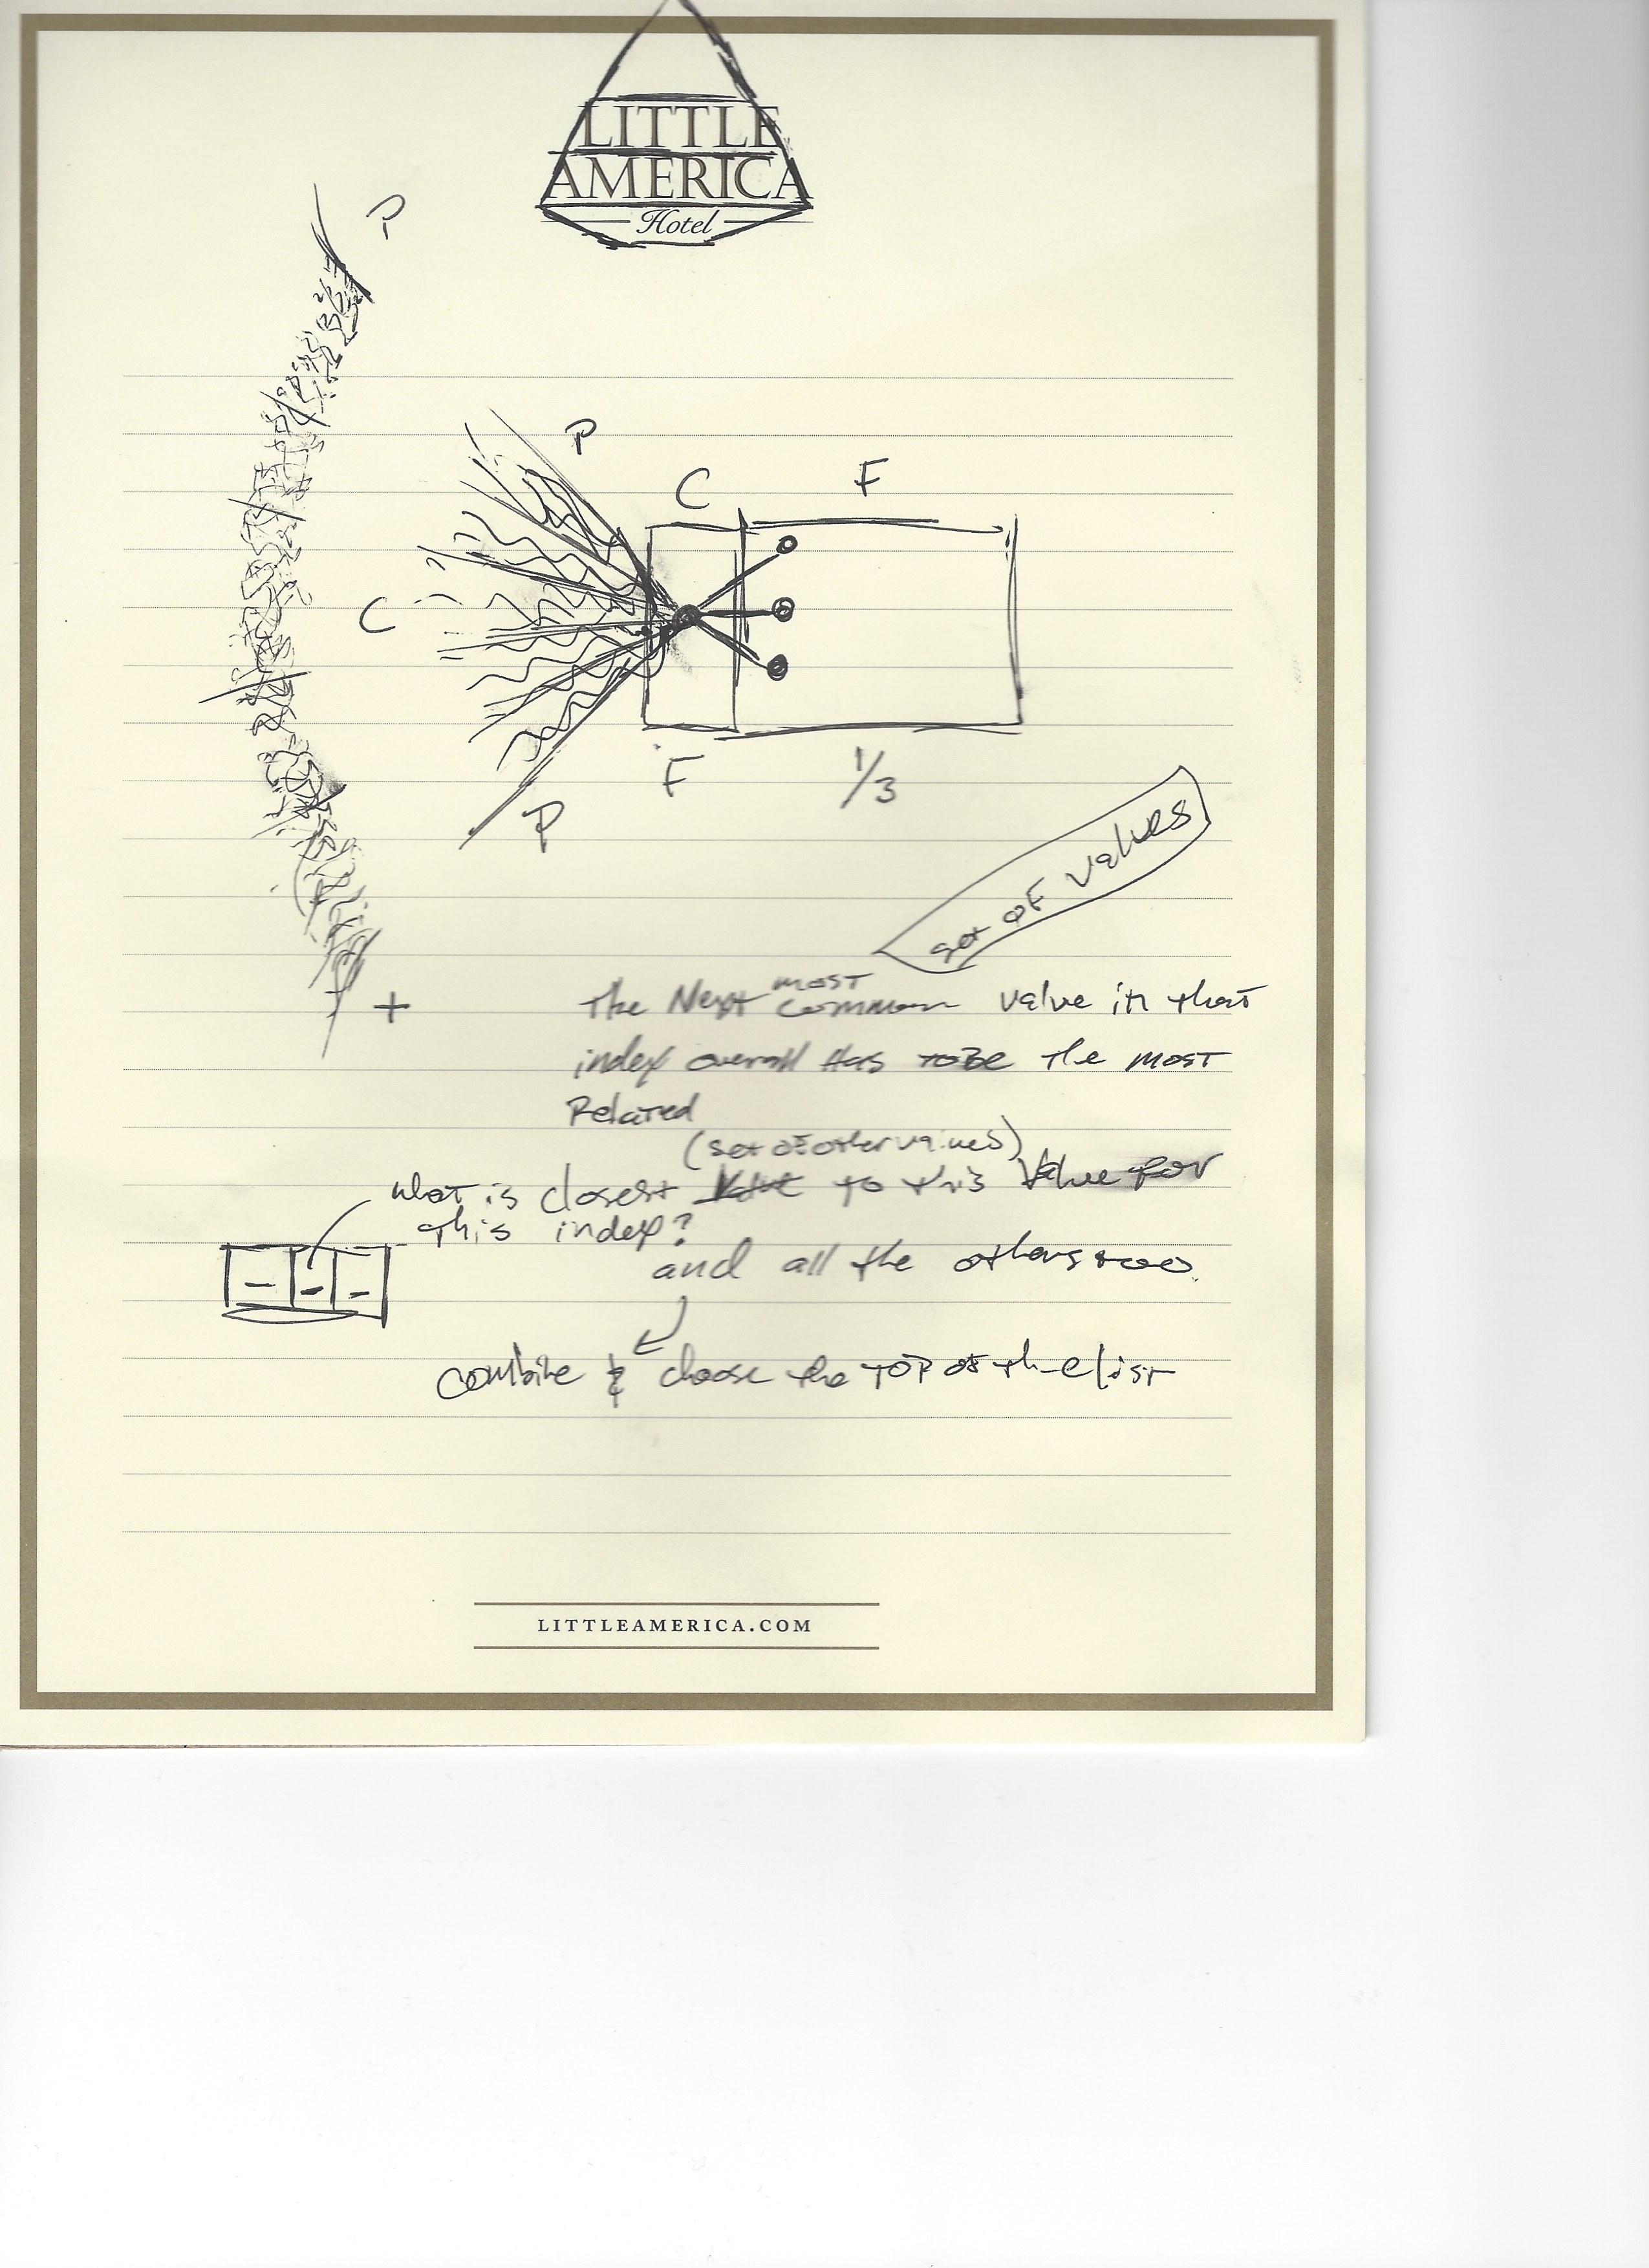 LITTLE
AMERICA
Hotel
P
P
C
F
C
F
1/3
P
set OF values
+
The Next most common value in that
index overall Has TO BE the most
Related
(set of other values)
what is closest to this Value for
this index?
and all the others too
combine & choose the TOP OF the list
LITTLEAMERICA.COM